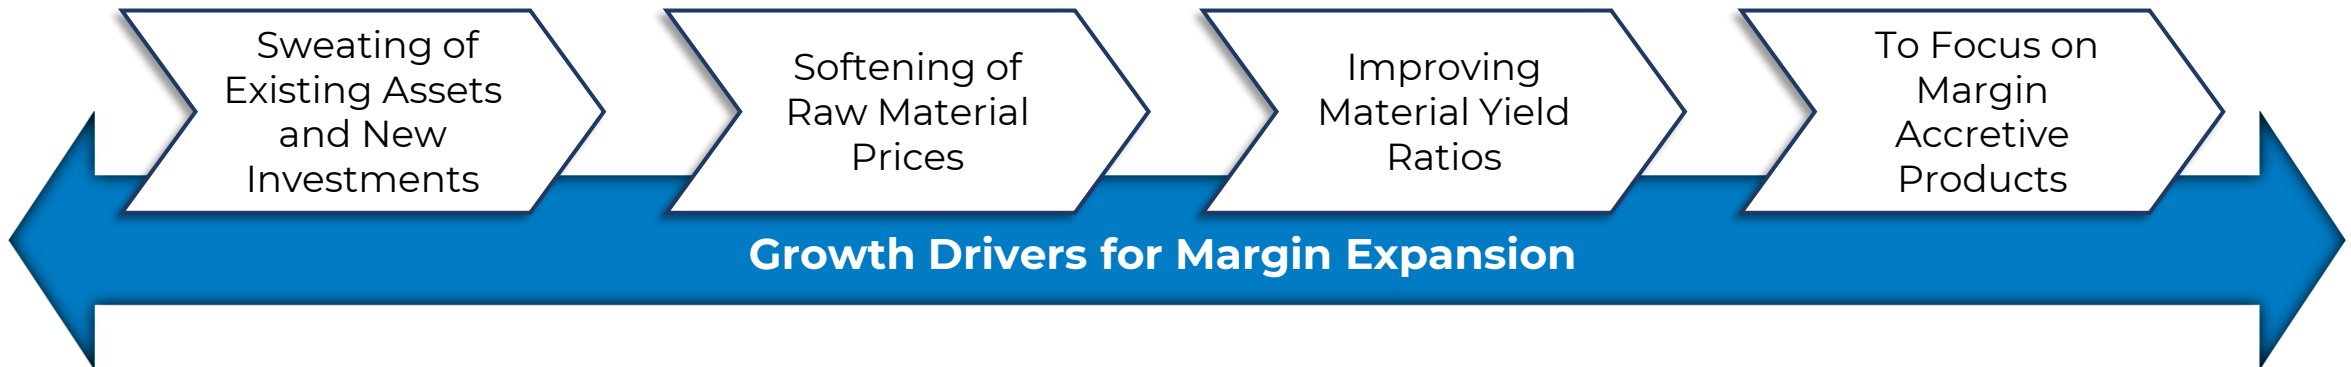 Sweating of
Existing Assets
and New
Investments
Softening of
Raw Material
Prices
Improving
Material Yield
Ratios
To Focus on
Margin
Accretive
Products
Growth Drivers for Margin Expansion